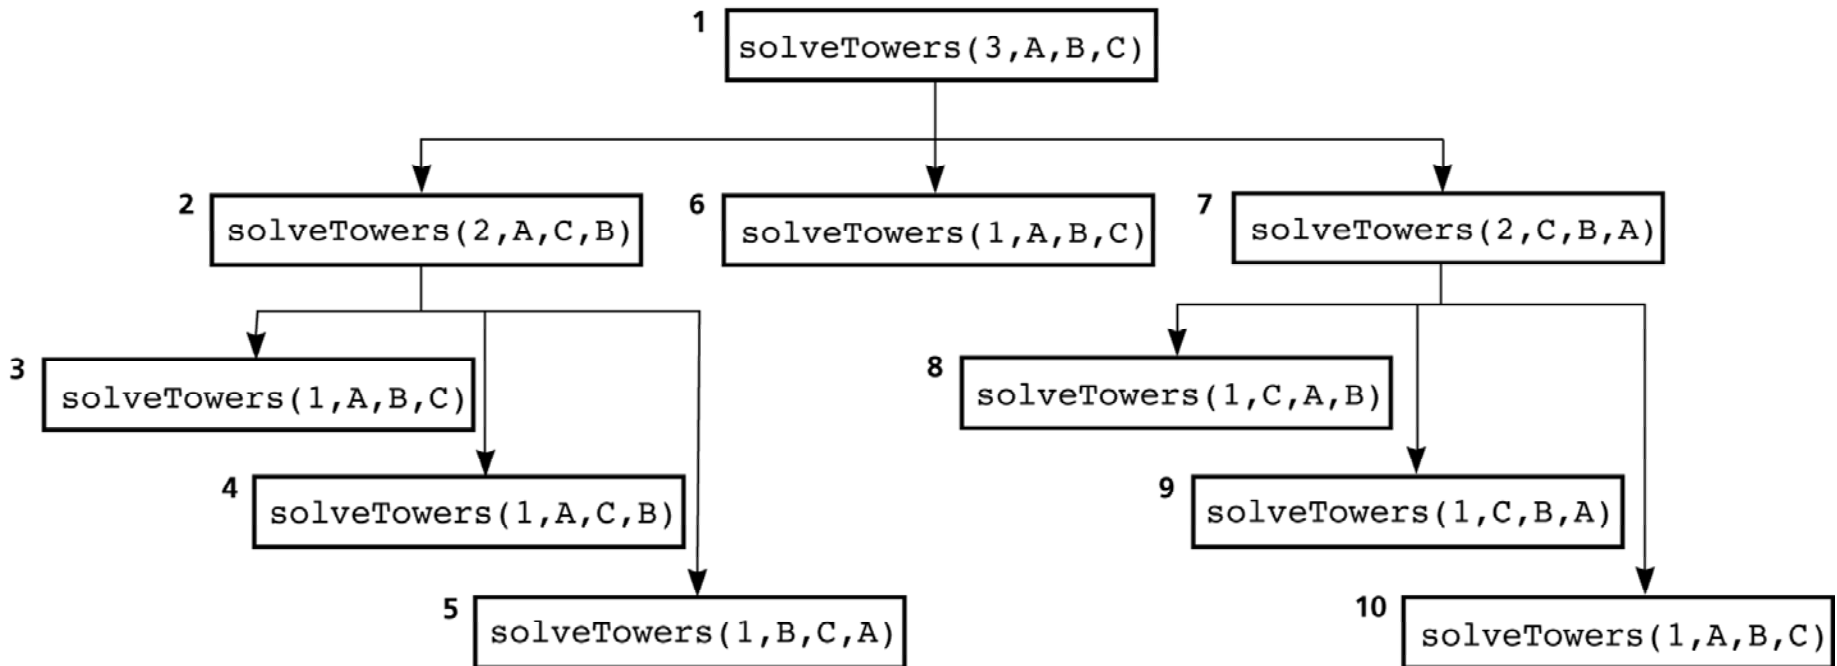 1 solveTowers(3,A,B,C)
2 solveTowers(2,A,C,B)
6 solveTowers(1,A,B,C)
7 solveTowers(2,C,B,A)
3 solveTowers(1,A,B,C)
8 solveTowers(1,C,A,B)
4 solveTowers(1,A,C,B)
9 solveTowers(1,C,B,A)
5 solveTowers(1,B,C,A)
10 solveTowers(1,A,B,C)